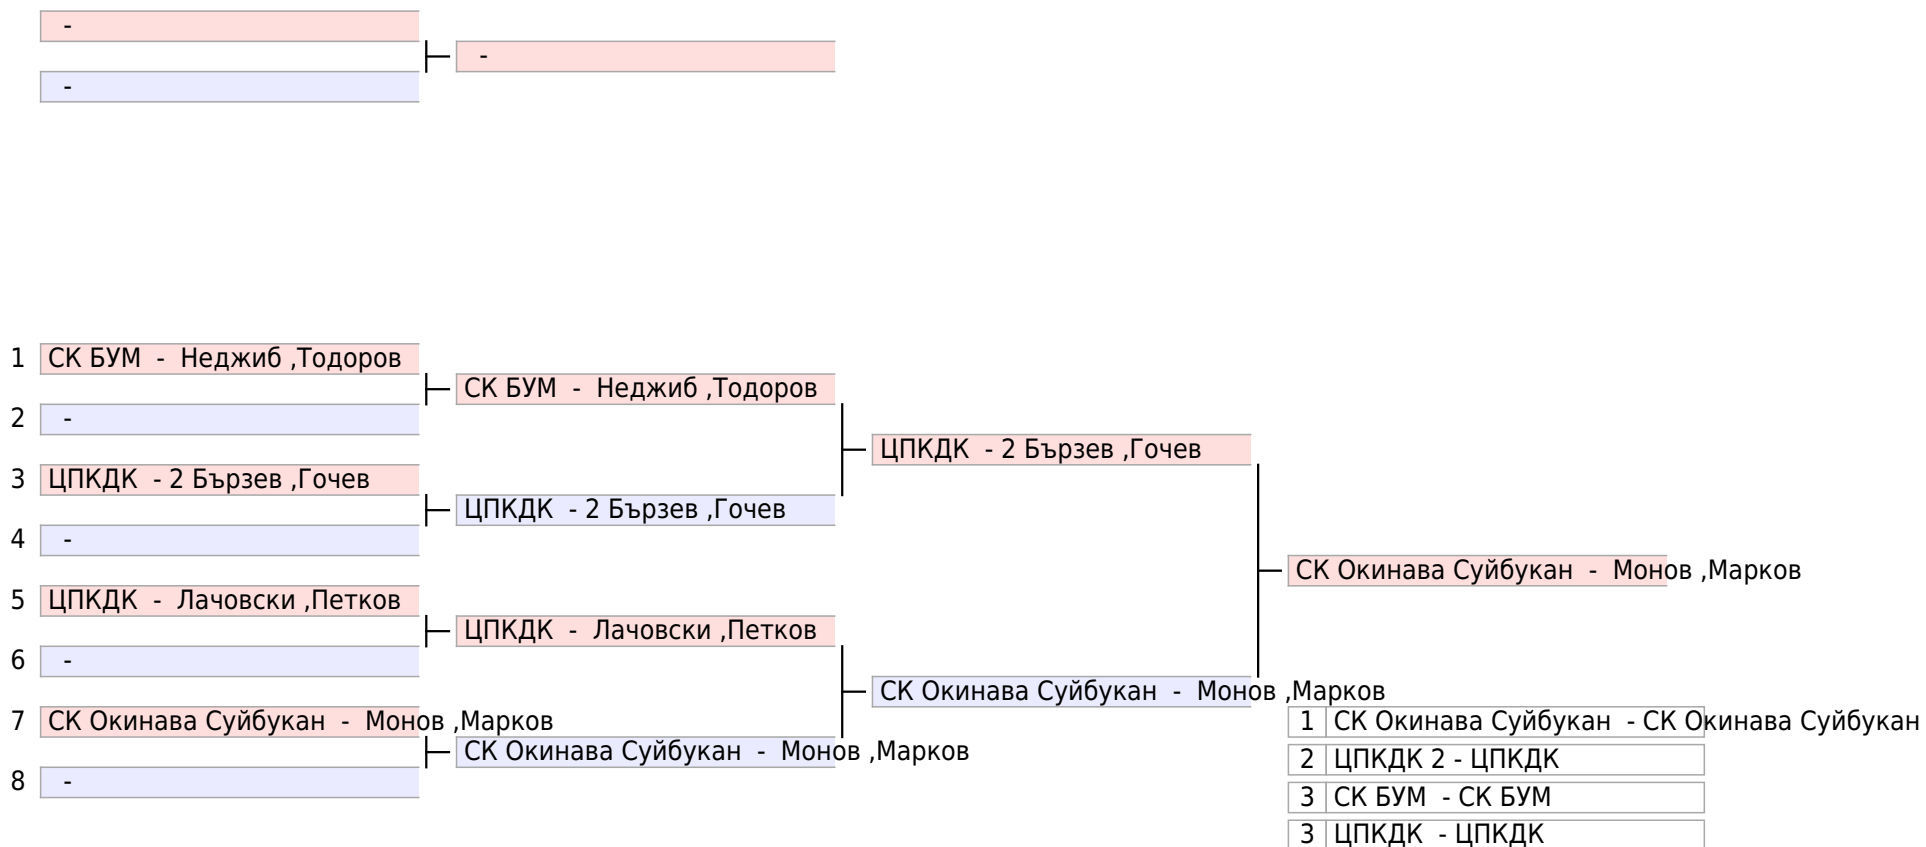 -
-
-
1 СК БУМ - Неджиб ,Тодоров
СК БУМ - Неджиб ,Тодоров
2 -
ЦПКДК - 2 Бързев ,Гочев
3 ЦПКДК - 2 Бързев ,Гочев
ЦПКДК - 2 Бързев ,Гочев
4 -
СК Окинава Суйбукан - Монов ,Марков
5 ЦПКДК - Лачовски ,Петков
ЦПКДК - Лачовски ,Петков
6 -
СК Окинава Суйбукан - Монов ,Марков
7 СК Окинава Суйбукан - Монов ,Марков
СК Окинава Суйбукан - Монов ,Марков
8 -
1 СК Окинава Суйбукан - СК Окинава Суйбукан
2 ЦПКДК 2 - ЦПКДК
3 СК БУМ - СК БУМ
3 ЦПКДК - ЦПКДК